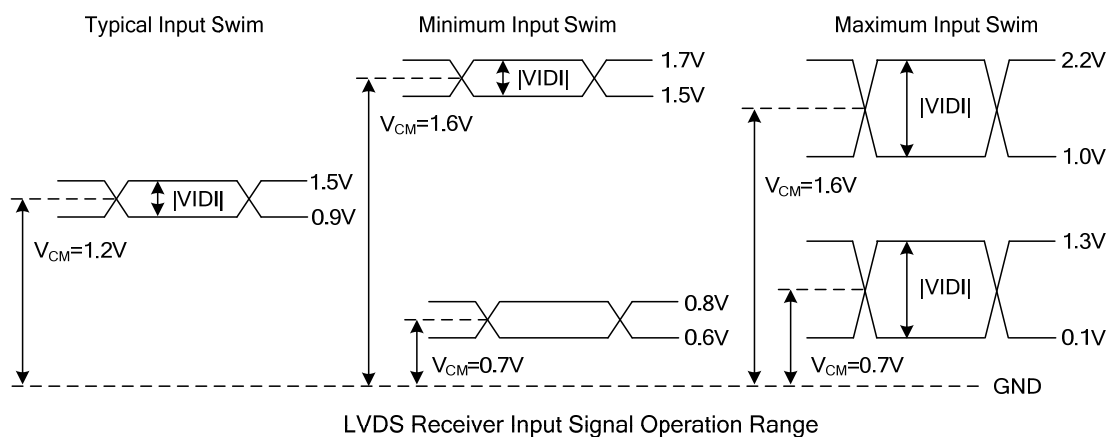 Typical Input Swim
Minimum Input Swim
Maximum Input Swim
1.7V
|VIDI|
1.5V
VCM=1.6V
2.2V
|VIDI|
1.0V
VCM=1.6V
1.5V
|VIDI|
0.9V
VCM=1.2V
0.8V
0.6V
VCM=0.7V
1.3V
|VIDI|
0.1V
VCM=0.7V
GND
LVDS Receiver Input Signal Operation Range